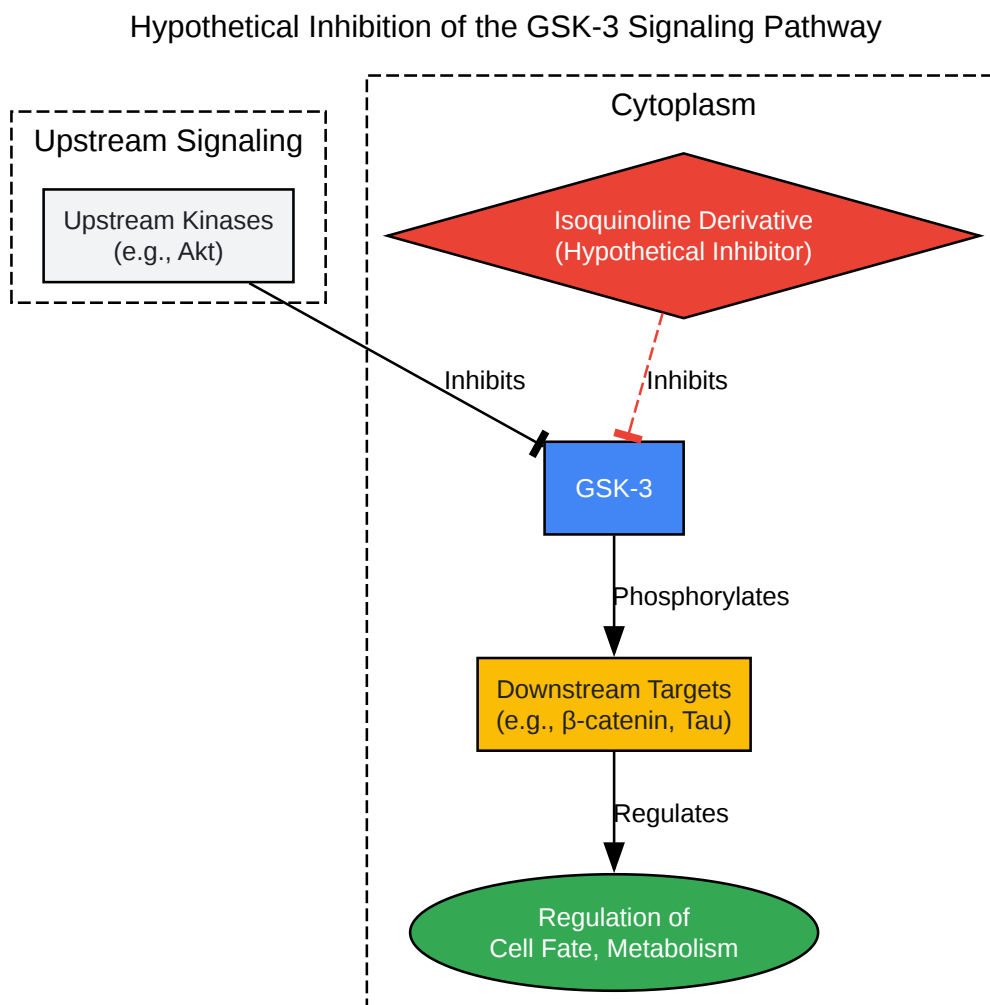 Hypothetical Inhibition of the GSK-3 Signaling Pathway
Cytoplasm
Upstream Signaling
Upstream Kinases
(e.g., Akt)
Isoquinoline Derivative
(Hypothetical Inhibitor)
Inhibits
Inhibits
GSK-3
Phosphorylates
Downstream Targets
(e.g., β-catenin, Tau)
Regulates
Regulation of
Cell Fate, Metabolism